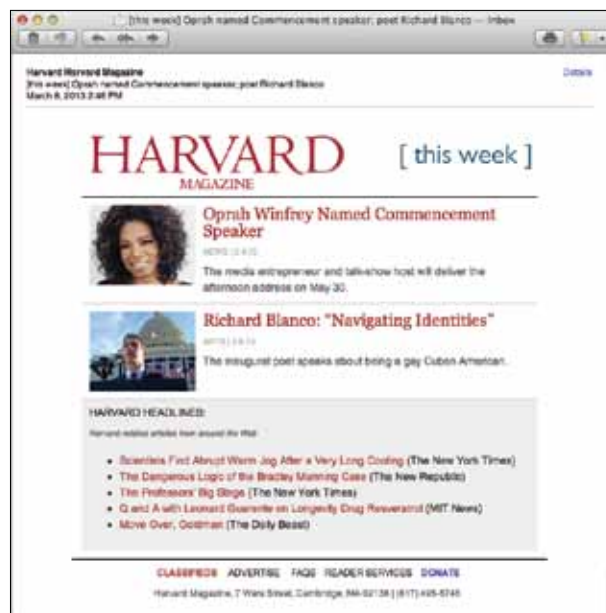 [this week] Oprah named Commencement speaker; poet Richard Blanco — Inbox
Harvard Harvard Magazine
Details
[this week] Oprah named Commencement speaker; poet Richard Blanco
March 8, 2013 2:46 PM
HARVARD
MAGAZINE
[ this week ]
Oprah Winfrey Named Commencement
Speaker
The media entrepreneur and talk-show host will deliver the
afternoon address on May 30.
Richard Blanco: “Navigating Identities”
The inaugural poet speaks about being a gay Cuban American.
HARVARD HEADLINES:
Harvard-related articles from around the Web
• Scientists Find Abrupt Warm Jog After a Very Long Cooling (The New York Times)
• The Dangerous Logic of the Bradley Manning Case (The New Republic)
• The Professors' Big Stage (The New York Times)
• Q and A with Leonard Guarente on Longevity Drug Resveratrol (MIT News)
• Move Over, Goldman (The Daily Beast)
CLASSIFIEDS ADVERTISE FAQS READER SERVICES DONATE
Harvard Magazine, 7 Ware Street, Cambridge, MA 02138 | (617) 495-5746